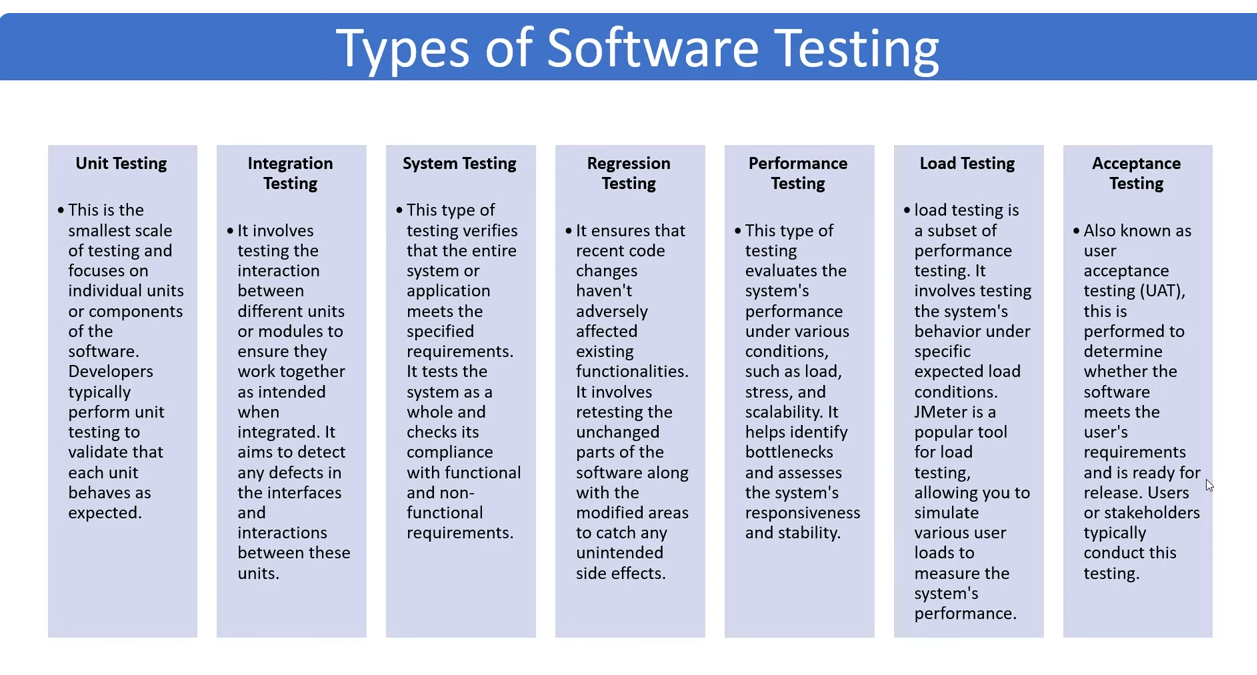 Types of Software Testing
Unit Testing
• This is the
smallest scale
of testing and
focuses on
individual units
or components
of the
software.
Developers
typically
perform unit
testing to
validate that
each unit
behaves as
expected.
Integration
Testing
• It involves
testing the
interaction
between
different units
or modules to
ensure they
work together
as intended
when
integrated. It
aims to detect
any defects in
the interfaces
and
interactions
between these
units.
System Testing
• This type of
testing verifies
that the entire
system or
application
meets the
specified
requirements.
It tests the
system as a
whole and
checks its
compliance
with functional
and non-
functional
requirements.
Regression
Testing
• It ensures that
recent code
changes
haven't
adversely
affected
existing
functionalities.
It involves
retesting the
unchanged
parts of the
software along
with the
modified areas
to catch any
unintended
side effects.
Performance
Testing
• This type of
testing
evaluates the
system's
performance
under various
conditions,
such as load,
stress, and
scalability. It
helps identify
bottlenecks
and assesses
the system's
responsiveness
and stability.
Load Testing
• load testing is
a subset of
performance
testing. It
involves testing
the system's
behavior under
specific
expected load
conditions.
JMeter is a
popular tool
for load
testing,
allowing you to
simulate
various user
loads to
measure the
system's
performance.
Acceptance
Testing
• Also known as
user
acceptance
testing (UAT),
this is
performed to
determine
whether the
software
meets the
user's
requirements
and is ready for
release. Users
or stakeholders
typically
conduct this
testing.